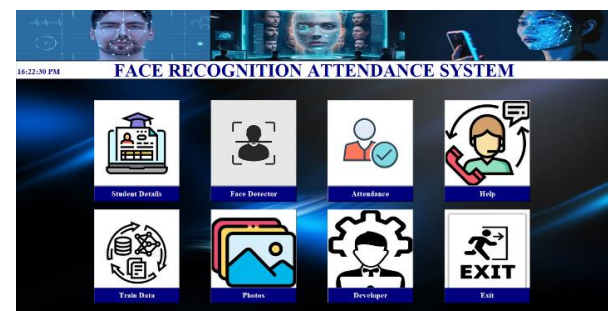 16:22:30 PM
FACE RECOGNITION ATTENDANCE SYSTEM
Student Details
Face Detector
Attendance
Help
EXIT
Train Data
Photos
Developer
Exit